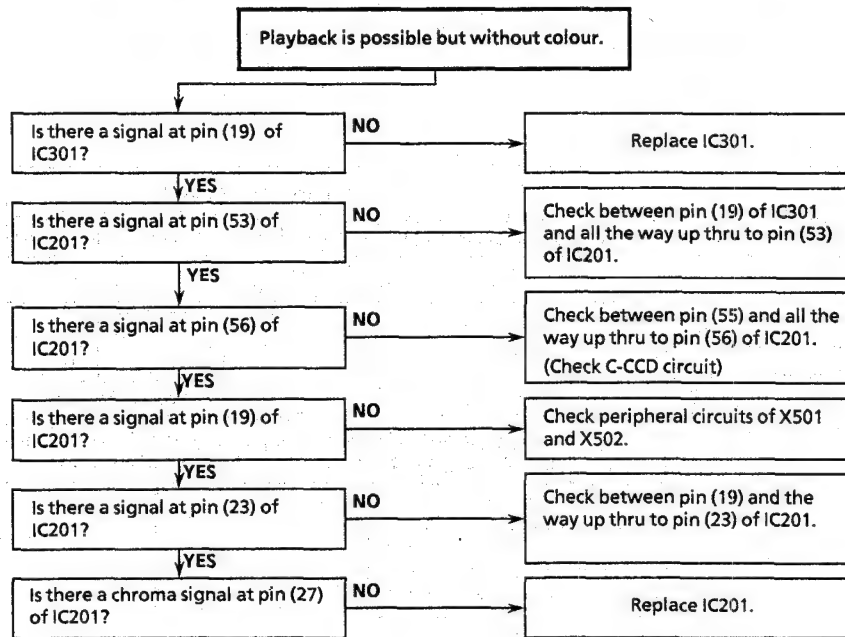 Playback is possible but without colour.
Is there a signal at pin (19) of
IC301?
NO
Replace IC301.
YES
Is there a signal at pin (53) of
IC201?
NO
Check between pin (19) of IC301
and all the way up thru to pin (53)
of IC201.
YES
Is there a signal at pin (56) of
IC201?
NO
Check between pin (55) and all the
way up thru to pin (56) of IC201.
(Check C-CCD circuit)
YES
Is there a signal at pin (19) of
IC201?
NO
Check peripheral circuits of X501
and X502.
YES
Is there a signal at pin (23) of
IC201?
NO
Check between pin (19) and the
way up thru to pin (23) of IC201.
YES
Is there a chroma signal at pin (27)
of IC201?
NO
Replace IC201.